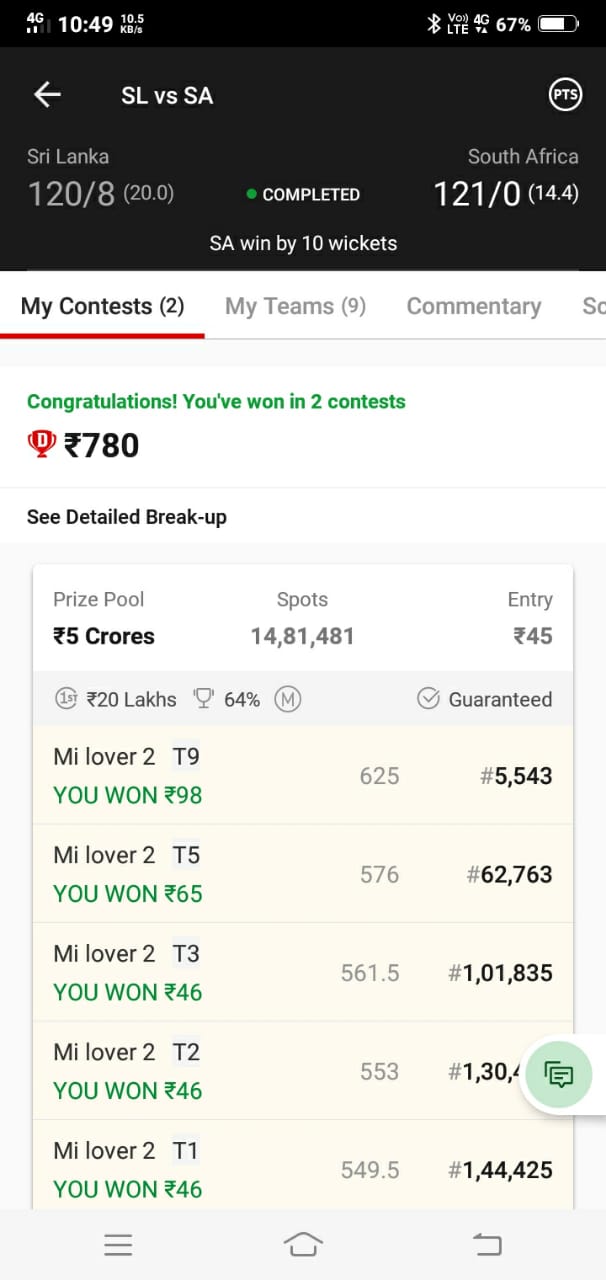 4G 10:49 10.5 KB/s Vo)) LTE 4G 67%
SL vs SA PTS
Sri Lanka South Africa
120/8 (20.0) COMPLETED 121/0 (14.4)
SA win by 10 wickets
My Contests (2) My Teams (9) Commentary Sc
Congratulations! You've won in 2 contests
D ₹780
See Detailed Break-up
Prize Pool Spots Entry
₹5 Crores 14,81,481 ₹45
1ST ₹20 Lakhs 64% M Guaranteed
Mi lover 2 T9
625 #5,543
YOU WON ₹98
Mi lover 2 T5
576 #62,763
YOU WON ₹65
Mi lover 2 T3
561.5 #1,01,835
YOU WON ₹46
Mi lover 2 T2
553 #1,30,4
YOU WON ₹46
Mi lover 2 T1
549.5 #1,44,425
YOU WON ₹46